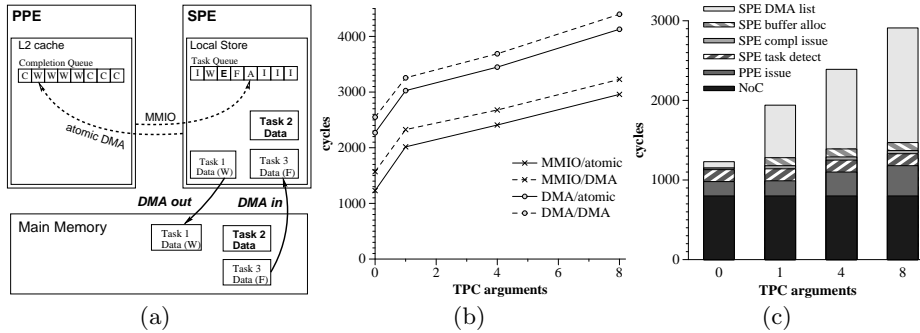 PPE
SPE
L2 cache
Completion Queue
C W W W W C C C
Local Store
Task Queue
I W E F A I I I
MMIO
atomic DMA
Task 2
Data
Task 1
Data (W)
Task 3
Data (F)
DMA out
DMA in
Main Memory
Task 1
Data (W)
Task 2
Data
Task 3
Data (F)
(a)
4000
3000
2000
1000
0
cycles
MMIO/atomic
MMIO/DMA
DMA/atomic
DMA/DMA
0 2 4 6 8
TPC arguments
(b)
SPE DMA list
SPE buffer alloc
SPE compl issue
SPE task detect
PPE issue
NoC
3000
2000
1000
0
cycles
0 1 4 8
TPC arguments
(c)